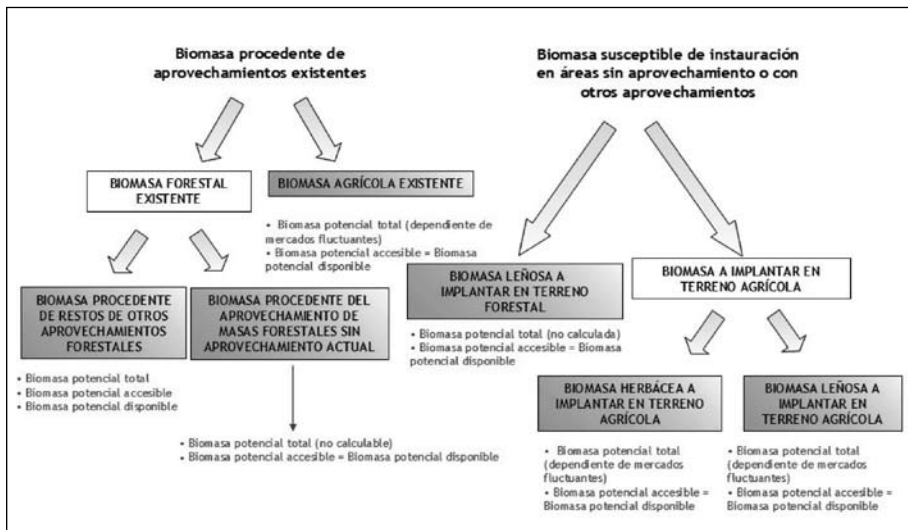 Biomasa procedente de
aprovechamientos existentes
Biomasa susceptible de instauración
en áreas sin aprovechamiento o con
otros aprovechamientos
BIOMASA FORESTAL
EXISTENTE
BIOMASA AGRÍCOLA EXISTENTE
• Biomasa potencial total (dependiente de
mercados fluctuantes)
• Biomasa potencial accesible = Biomasa
potencial disponible
BIOMASA PROCEDENTE
DE RESTOS DE OTROS
APROVECHAMIENTOS
FORESTALES
• Biomasa potencial total
• Biomasa potencial accesible
• Biomasa potencial disponible
BIOMASA PROCEDENTE DEL
APROVECHAMIENTO DE
MASAS FORESTALES SIN
APROVECHAMIENTO ACTUAL
• Biomasa potencial total (no calculable)
• Biomasa potencial accesible = Biomasa potencial disponible
BIOMASA LEÑOSA A
IMPLANTAR EN TERRENO
FORESTAL
• Biomasa potencial total (no calculada)
• Biomasa potencial accesible = Biomasa
potencial disponible
BIOMASA A IMPLANTAR EN
TERRENO AGRÍCOLA
BIOMASA HERBÁCEA A
IMPLANTAR EN TERRENO
AGRÍCOLA
• Biomasa potencial total
(dependiente de mercados
fluctuantes)
• Biomasa potencial accesible =
Biomasa potencial disponible
BIOMASA LEÑOSA A
IMPLANTAR EN
TERRENO AGRÍCOLA
• Biomasa potencial total
(dependiente de mercados
fluctuantes)
• Biomasa potencial accesible =
Biomasa potencial disponible